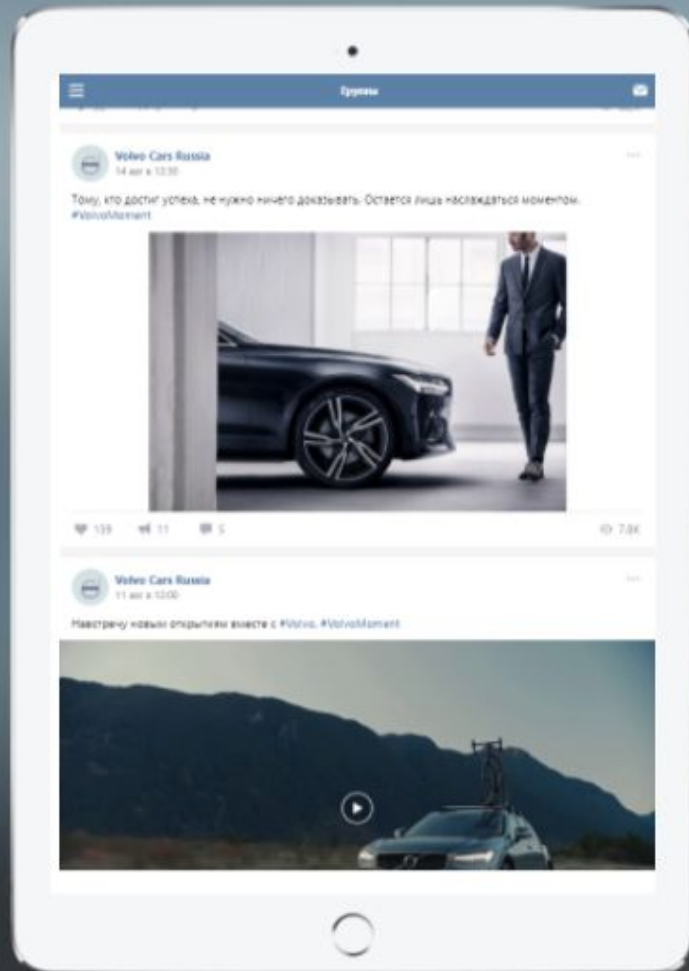 Группы
Volvo Cars Russia
14 авг в 12:30
Тому, кто достиг успеха, не нужно ничего доказывать. Остается лишь наслаждаться моментом.
#VolvoMoment
139 11 5 7.8K
Volvo Cars Russia
11 авг в 12:00
Навстречу новым открытиям вместе с #Volvo. #VolvoMoment